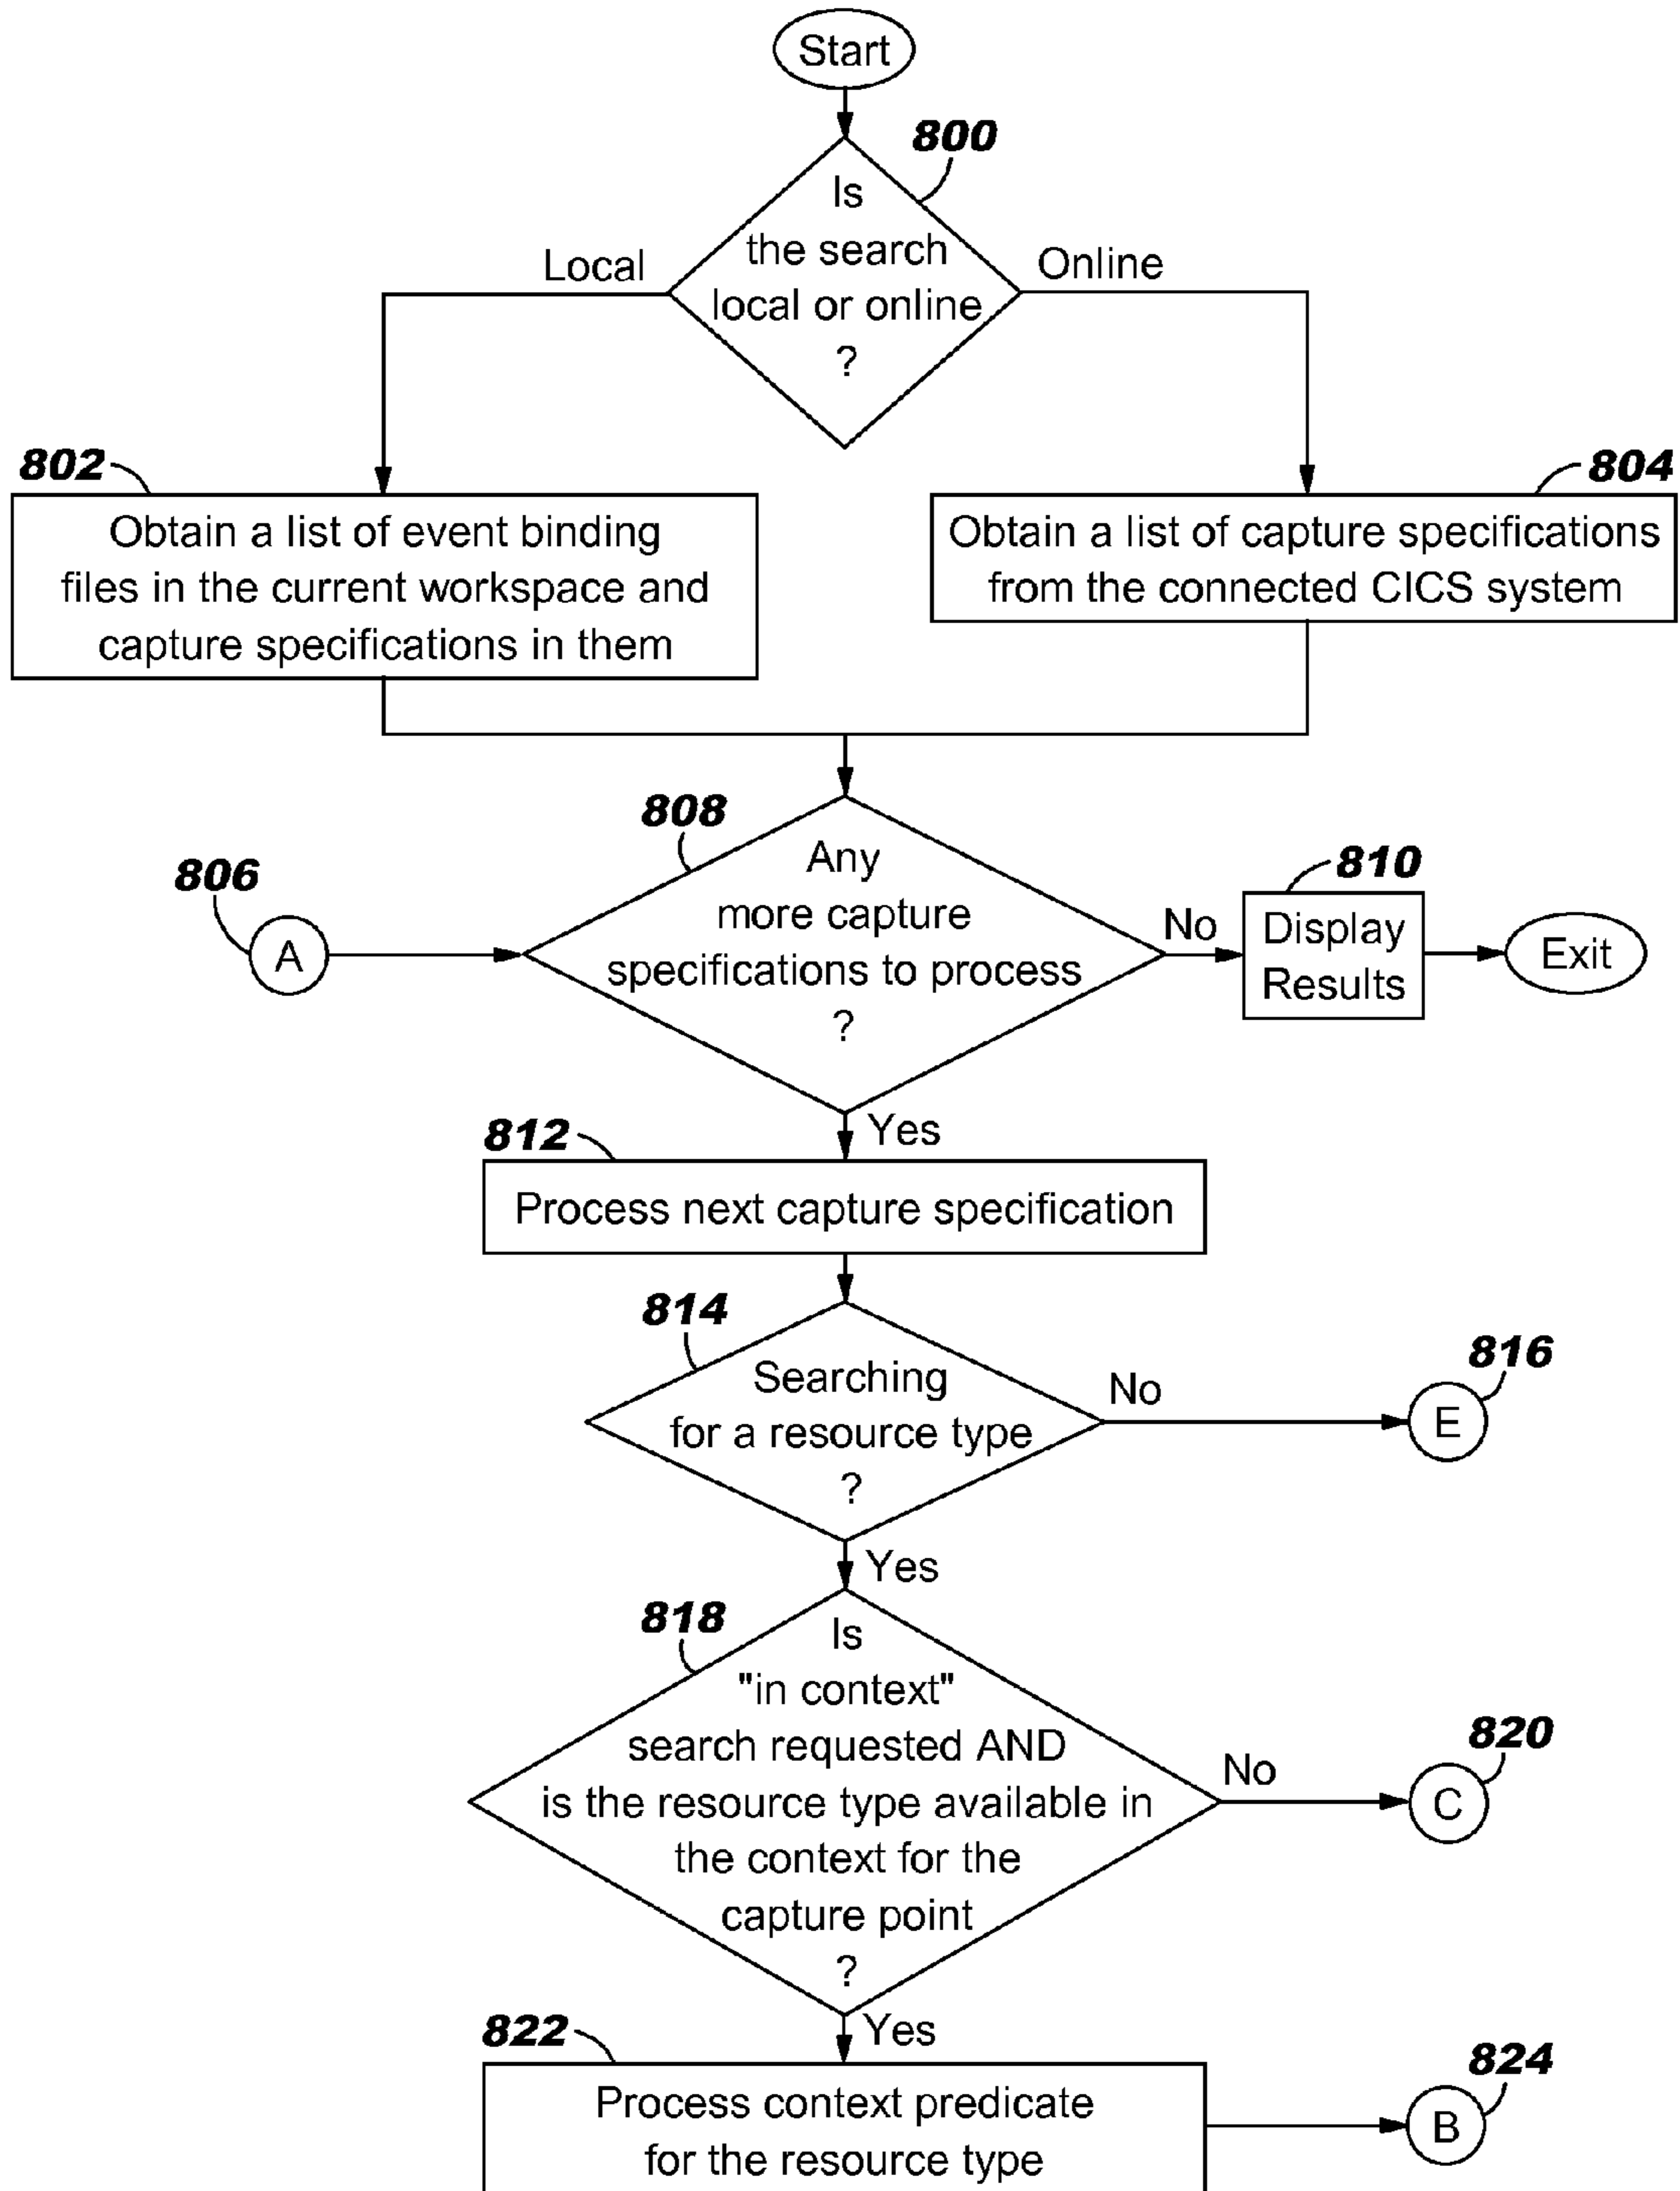 Start
800
Is
the search
local or online
?
Local
Online
802
804
Obtain a list of event binding
files in the current workspace and
capture specifications in them
Obtain a list of capture specifications
from the connected CICS system
808
806
A
Any
more capture
specifications to process
?
No
810
Display
Results
Exit
Yes
812
Process next capture specification
814
Searching
for a resource type
?
No
816
E
Yes
818
Is
"in context"
search requested AND
is the resource type available in
the context for the
capture point
?
No
820
C
Yes
822
Process context predicate
for the resource type
824
B